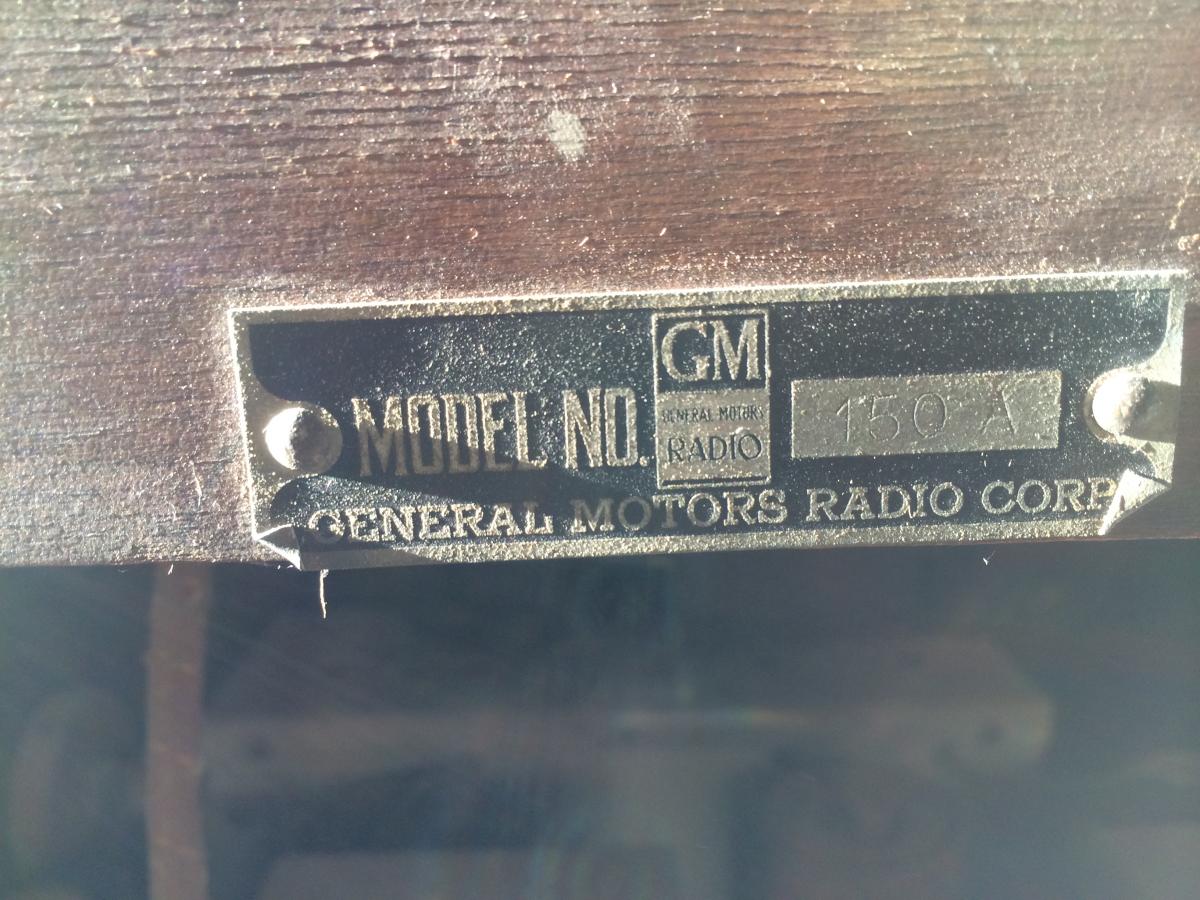 GM
GENERAL MOTORS
RADIO
MODEL NO.
150 A
GENERAL MOTORS RADIO CORP